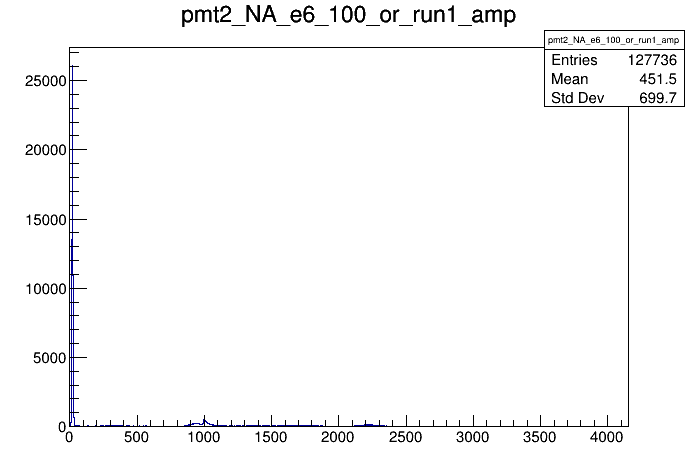 pmt2_NA_e6_100_or_run1_amp
pmt2_NA_e6_100_or_run1_amp
Entries 127736
Mean 451.5
Std Dev 699.7
25000
20000
15000
10000
5000
0
0 500 1000 1500 2000 2500 3000 3500 4000